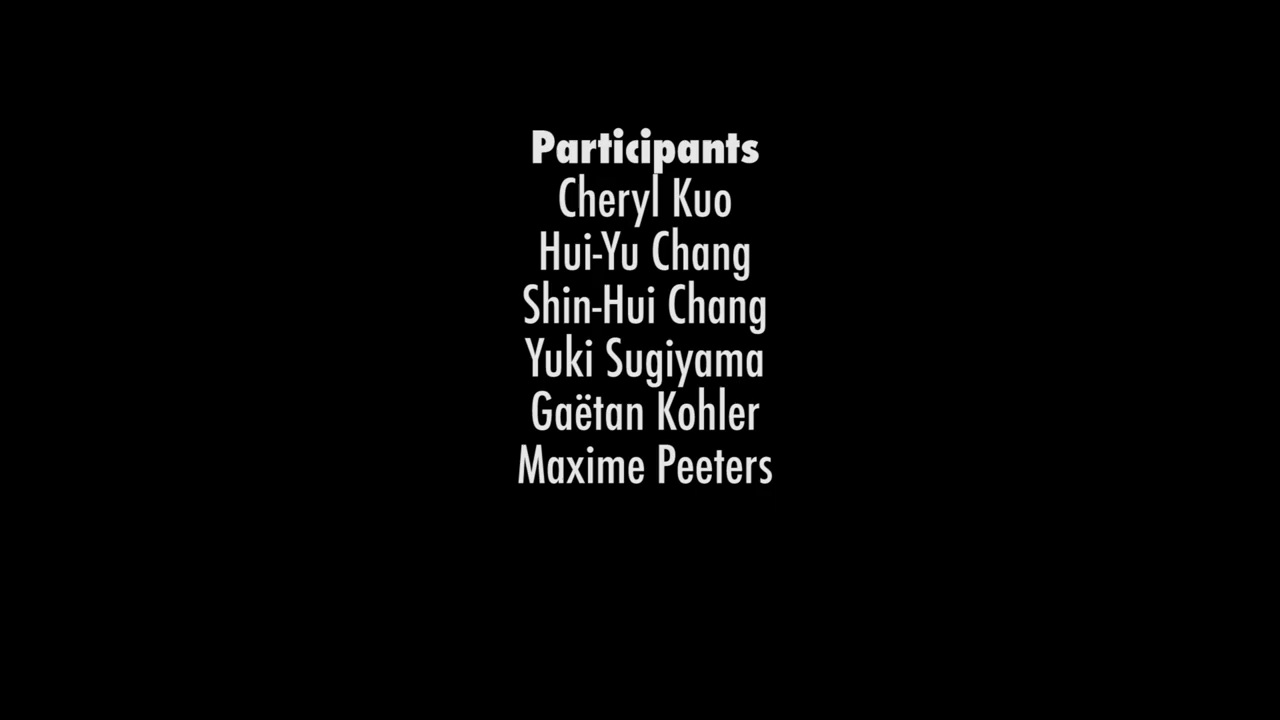 Participants
Cheryl Kuo
Hui-Yu Chang
Shin-Hui Chang
Yuki Sugiyama
Gaëtan Kohler
Maxime Peeters